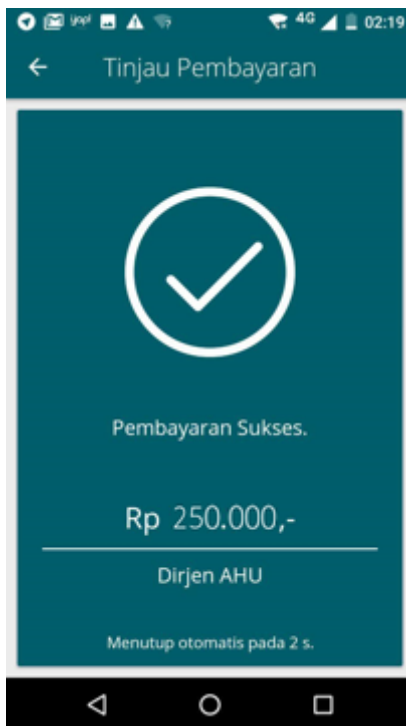 4G 02:19
Tinjau Pembayaran
Pembayaran Sukses.
Rp 250.000,-
Dirjen AHU
Menutup otomatis pada 2 s.